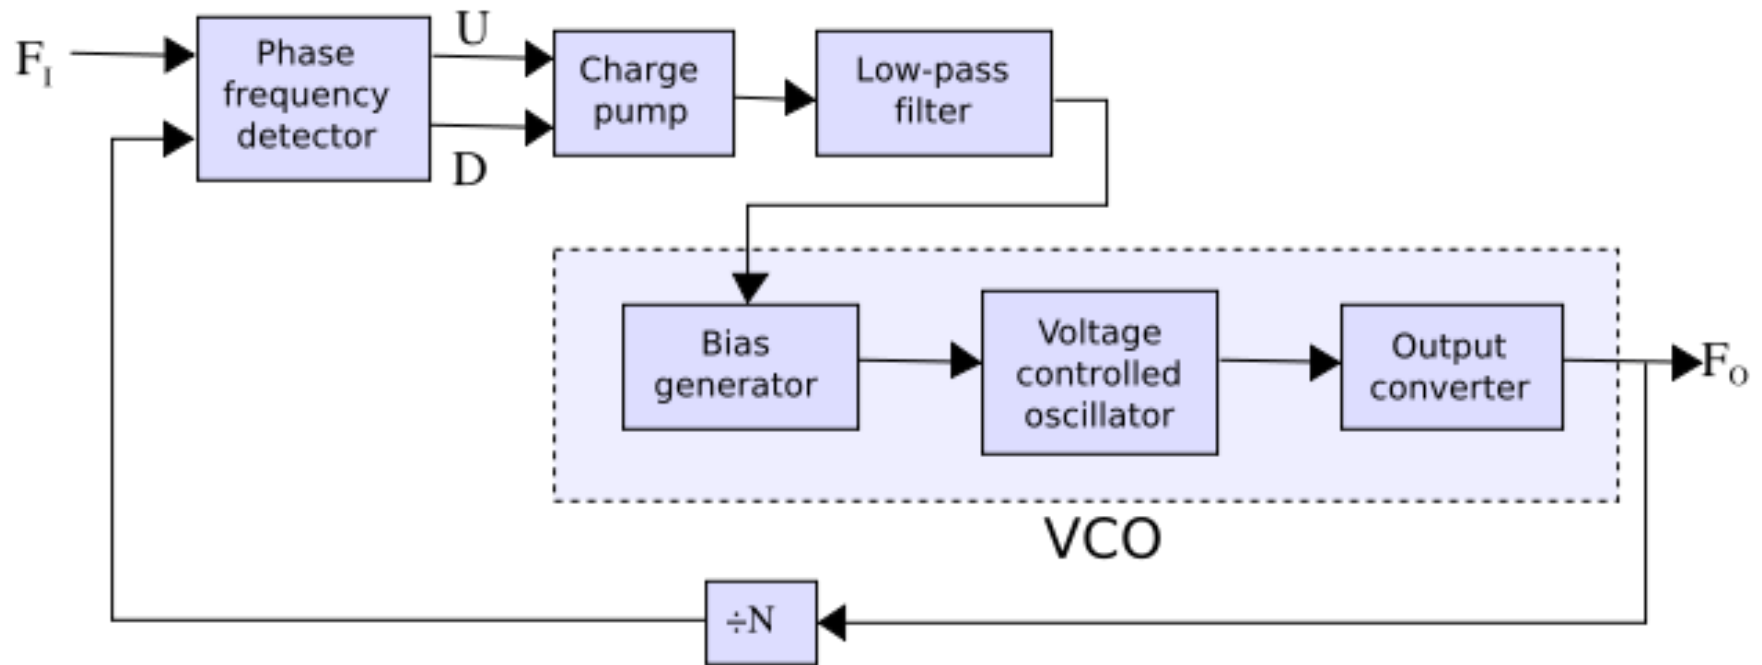 F_I
Phase
frequency
detector
U
D
Charge
pump
Low-pass
filter
Bias
generator
Voltage
controlled
oscillator
Output
converter
F_O
VCO
÷N